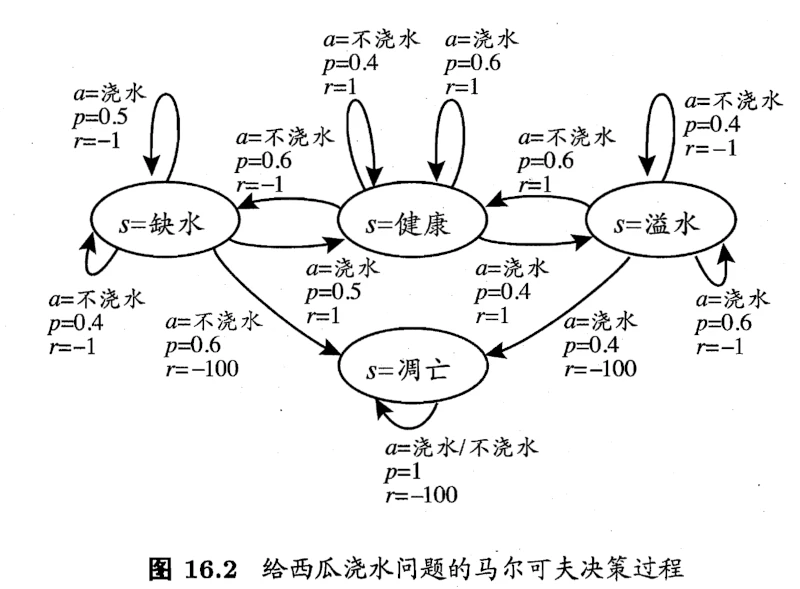 a=不浇水
p=0.4
r=1
a=浇水
p=0.6
r=1
a=浇水
p=0.5
r=-1
a=不浇水
p=0.6
r=-1
a=不浇水
p=0.6
r=1
a=不浇水
p=0.4
r=-1
s=缺水
s=健康
s=溢水
a=不浇水
p=0.4
r=-1
a=不浇水
p=0.6
r=-100
a=浇水
p=0.5
r=1
a=浇水
p=0.4
r=1
a=浇水
p=0.4
r=-100
a=浇水
p=0.6
r=-1
s=凋亡
a=浇水/不浇水
p=1
r=-100
图 16.2 给西瓜浇水问题的马尔可夫决策过程